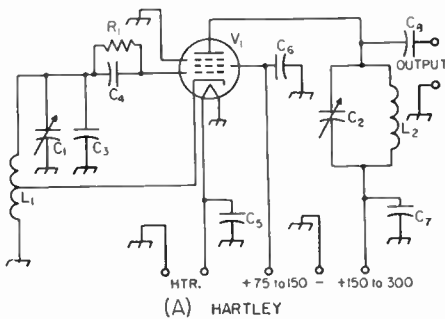 R1
V1
C6
C8
OUTPUT
C4
C1
C3
C2
L2
L1
C5
C7
HTR.
+75 to 150
−
+150 to 300
(A) HARTLEY